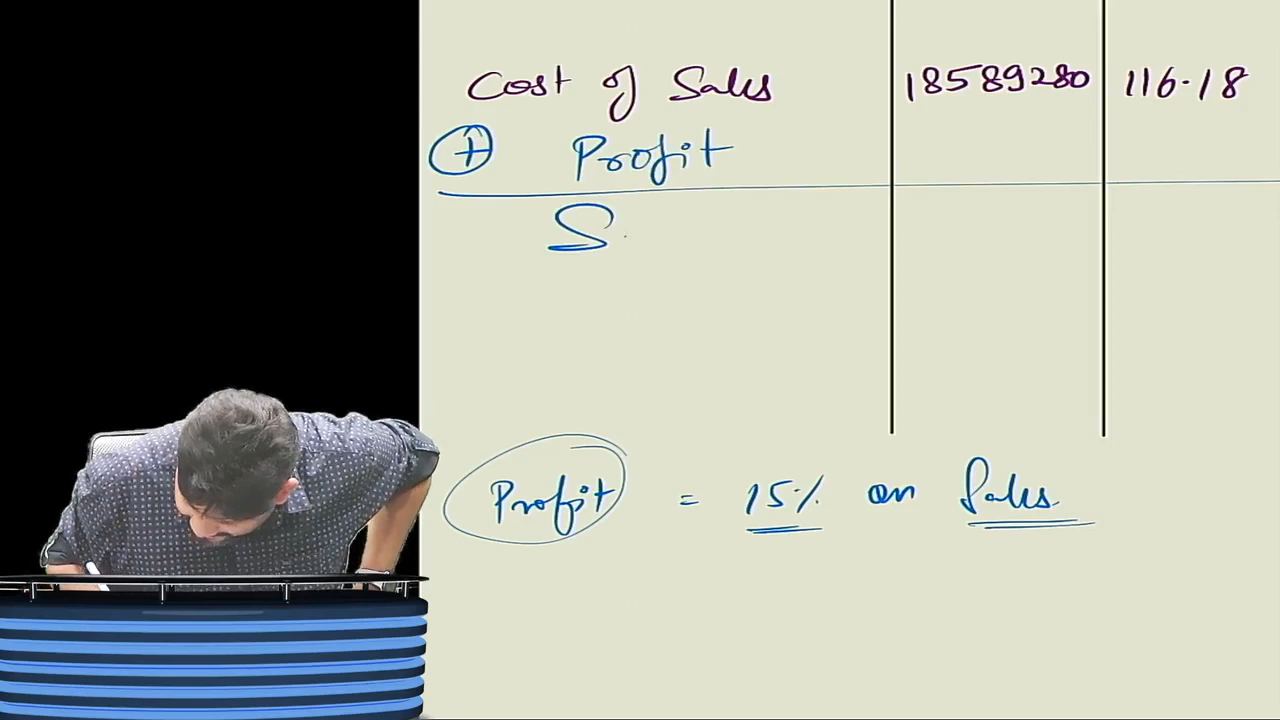 Cost of Sales 18589280 116.18
+ Profit
S
Profit = 15% on Sales